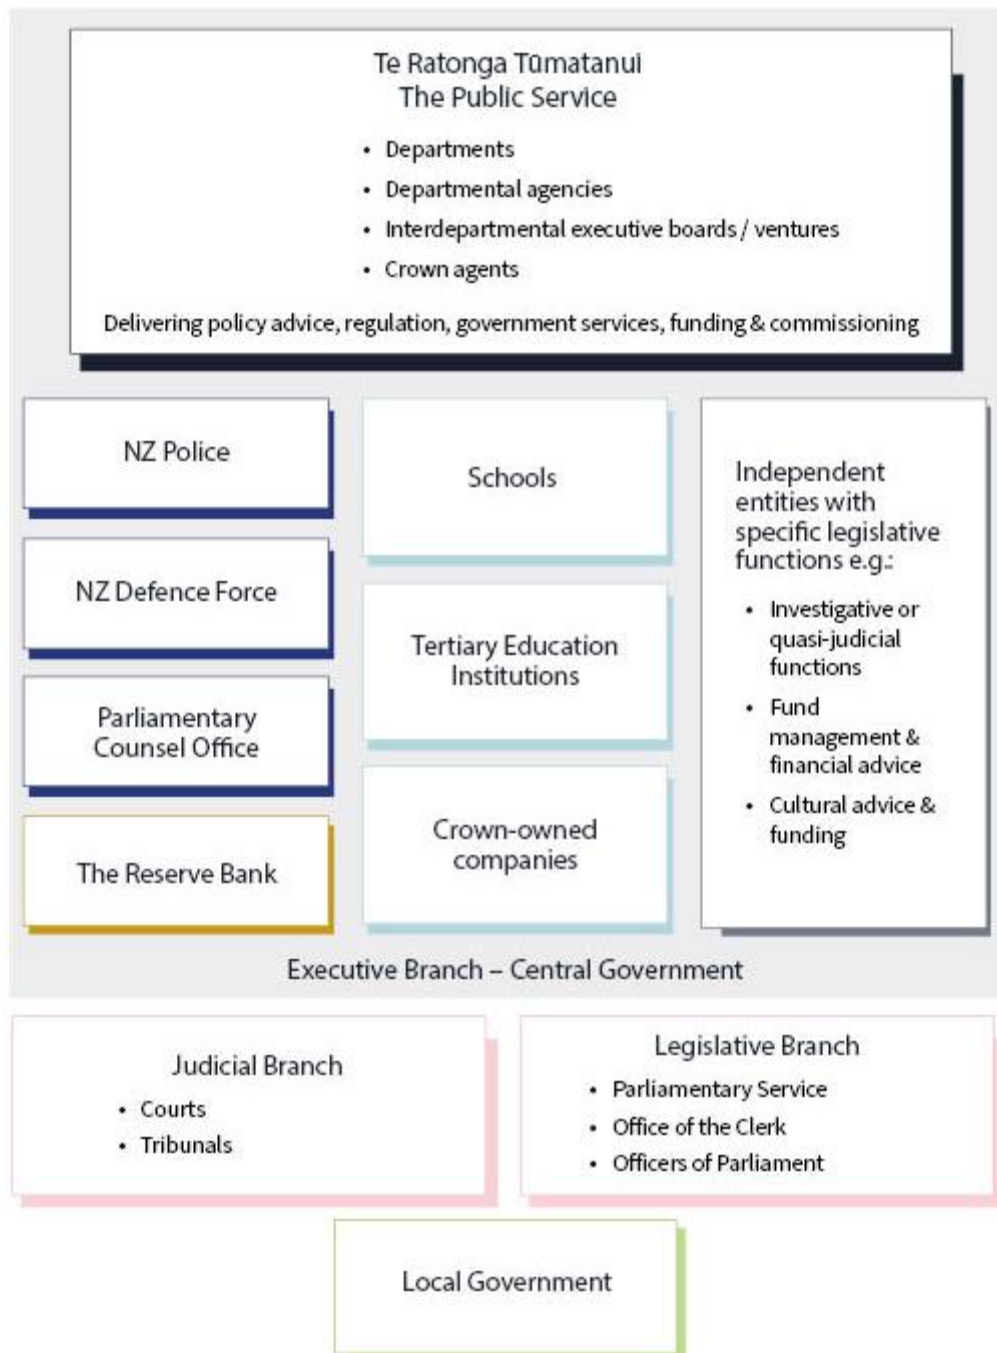 Te Ratonga Tūmatanui
The Public Service
• Departments
• Departmental agencies
• Interdepartmental executive boards / ventures
• Crown agents
Delivering policy advice, regulation, government services, funding & commissioning
NZ Police
NZ Defence Force
Parliamentary
Counsel Office
The Reserve Bank
Schools
Tertiary Education
Institutions
Crown-owned
companies
Independent
entities with
specific legislative
functions e.g.:
• Investigative or
quasi-judicial
functions
• Fund
management &
financial advice
• Cultural advice &
funding
Executive Branch – Central Government
Judicial Branch
• Courts
• Tribunals
Legislative Branch
• Parliamentary Service
• Office of the Clerk
• Officers of Parliament
Local Government